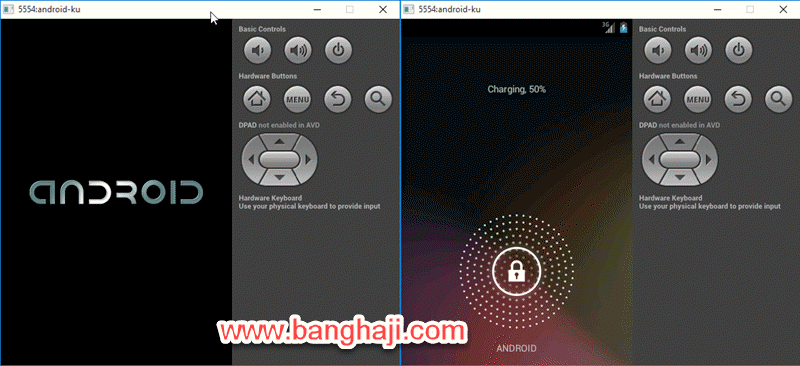 5554:android-ku
Basic Controls
Hardware Buttons
MENU
DPAD not enabled in AVD
Hardware Keyboard
Use your physical keyboard to provide input
ANDROID
5554:android-ku
3G
Charging, 50%
ANDROID
Basic Controls
Hardware Buttons
MENU
DPAD not enabled in AVD
Hardware Keyboard
Use your physical keyboard to provide input
www.banghaji.com